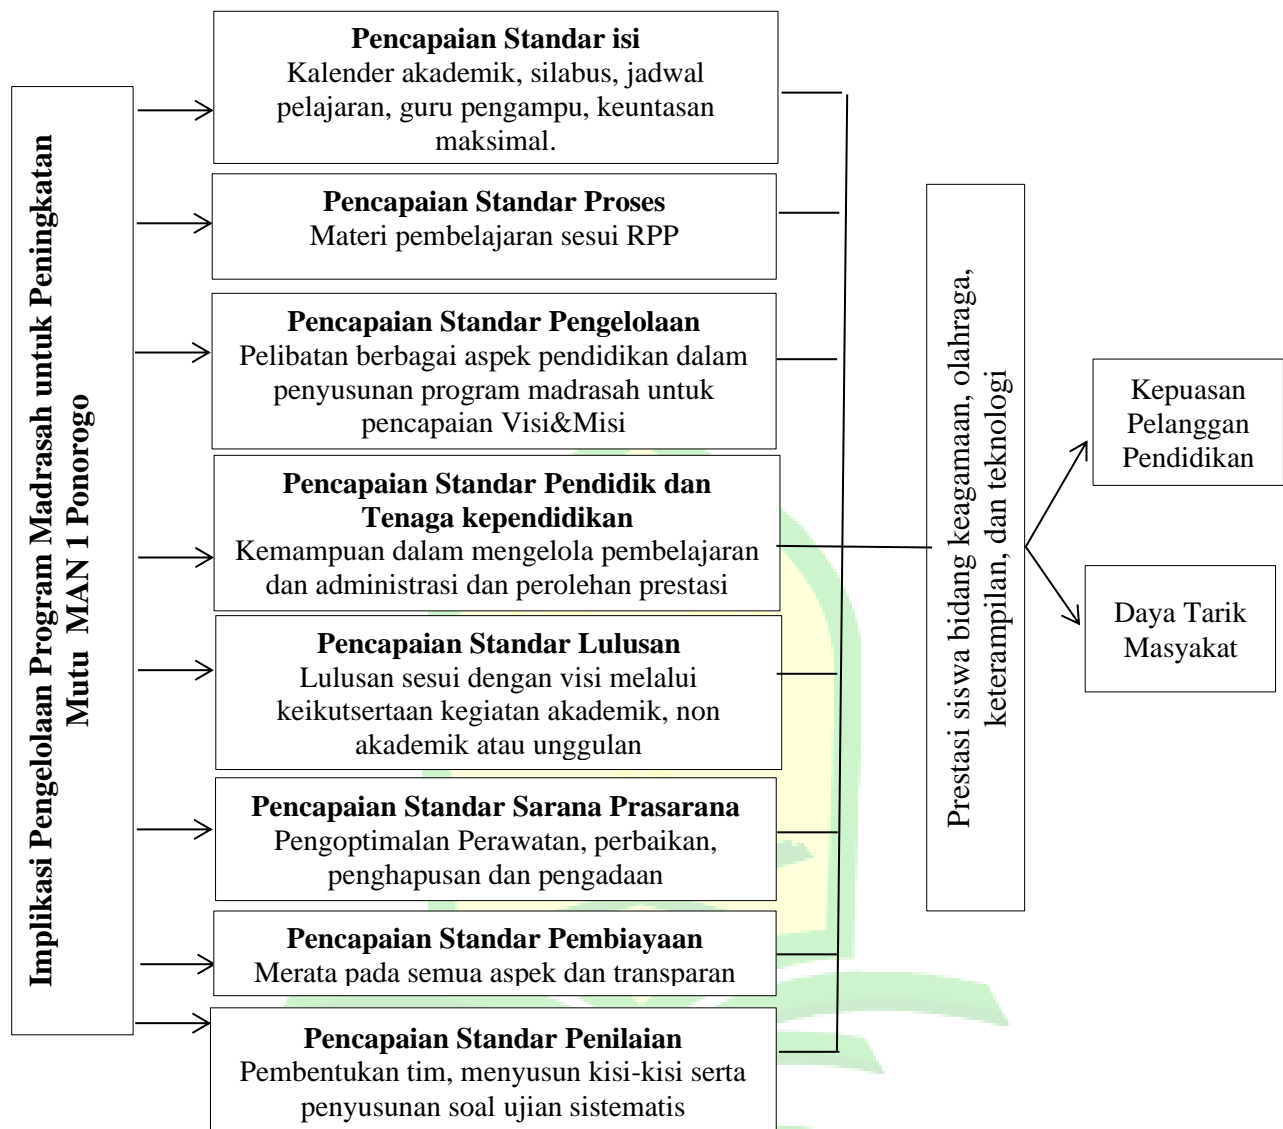 Implikasi Pengelolaan Program Madrasah untuk Peningkatan
Mutu MAN 1 Ponorogo
Pencapaian Standar isi
Kalender akademik, silabus, jadwal
pelajaran, guru pengampu, keuntasan
maksimal.
Pencapaian Standar Proses
Materi pembelajaran sesui RPP
Pencapaian Standar Pengelolaan
Pelibatan berbagai aspek pendidikan dalam
penyusunan program madrasah untuk
pencapaian Visi&Misi
Pencapaian Standar Pendidik dan
Tenaga kependidikan
Kemampuan dalam mengelola pembelajaran
dan administrasi dan perolehan prestasi
Pencapaian Standar Lulusan
Lulusan sesui dengan visi melalui
keikutsertaan kegiatan akademik, non
akademik atau unggulan
Pencapaian Standar Sarana Prasarana
Pengoptimalan Perawatan, perbaikan,
penghapusan dan pengadaan
Pencapaian Standar Pembiayaan
Merata pada semua aspek dan transparan
Pencapaian Standar Penilaian
Pembentukan tim, menyusun kisi-kisi serta
penyusunan soal ujian sistematis
Prestasi siswa bidang keagamaan, olahraga,
keterampilan, dan teknologi
Kepuasan
Pelanggan
Pendidikan
Daya Tarik
Masyakat